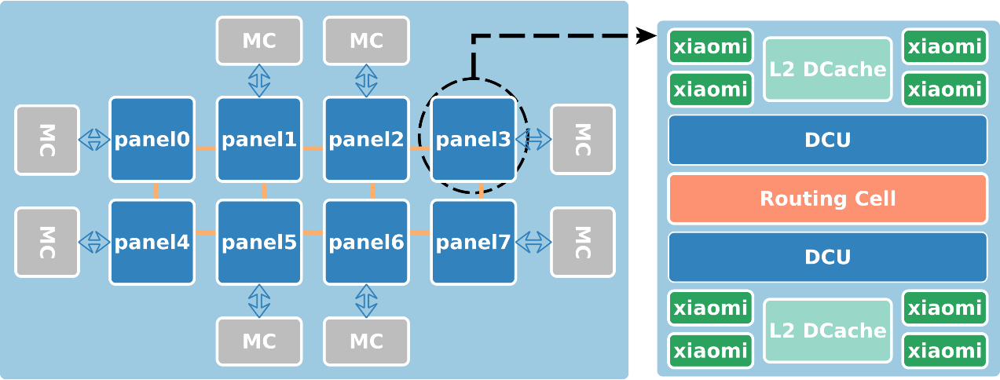 MC
MC
MC
panel0
panel1
panel2
panel3
MC
MC
panel4
panel5
panel6
panel7
MC
MC
MC
xiaomi
L2 DCache
xiaomi
xiaomi
xiaomi
DCU
Routing Cell
DCU
xiaomi
L2 DCache
xiaomi
xiaomi
xiaomi